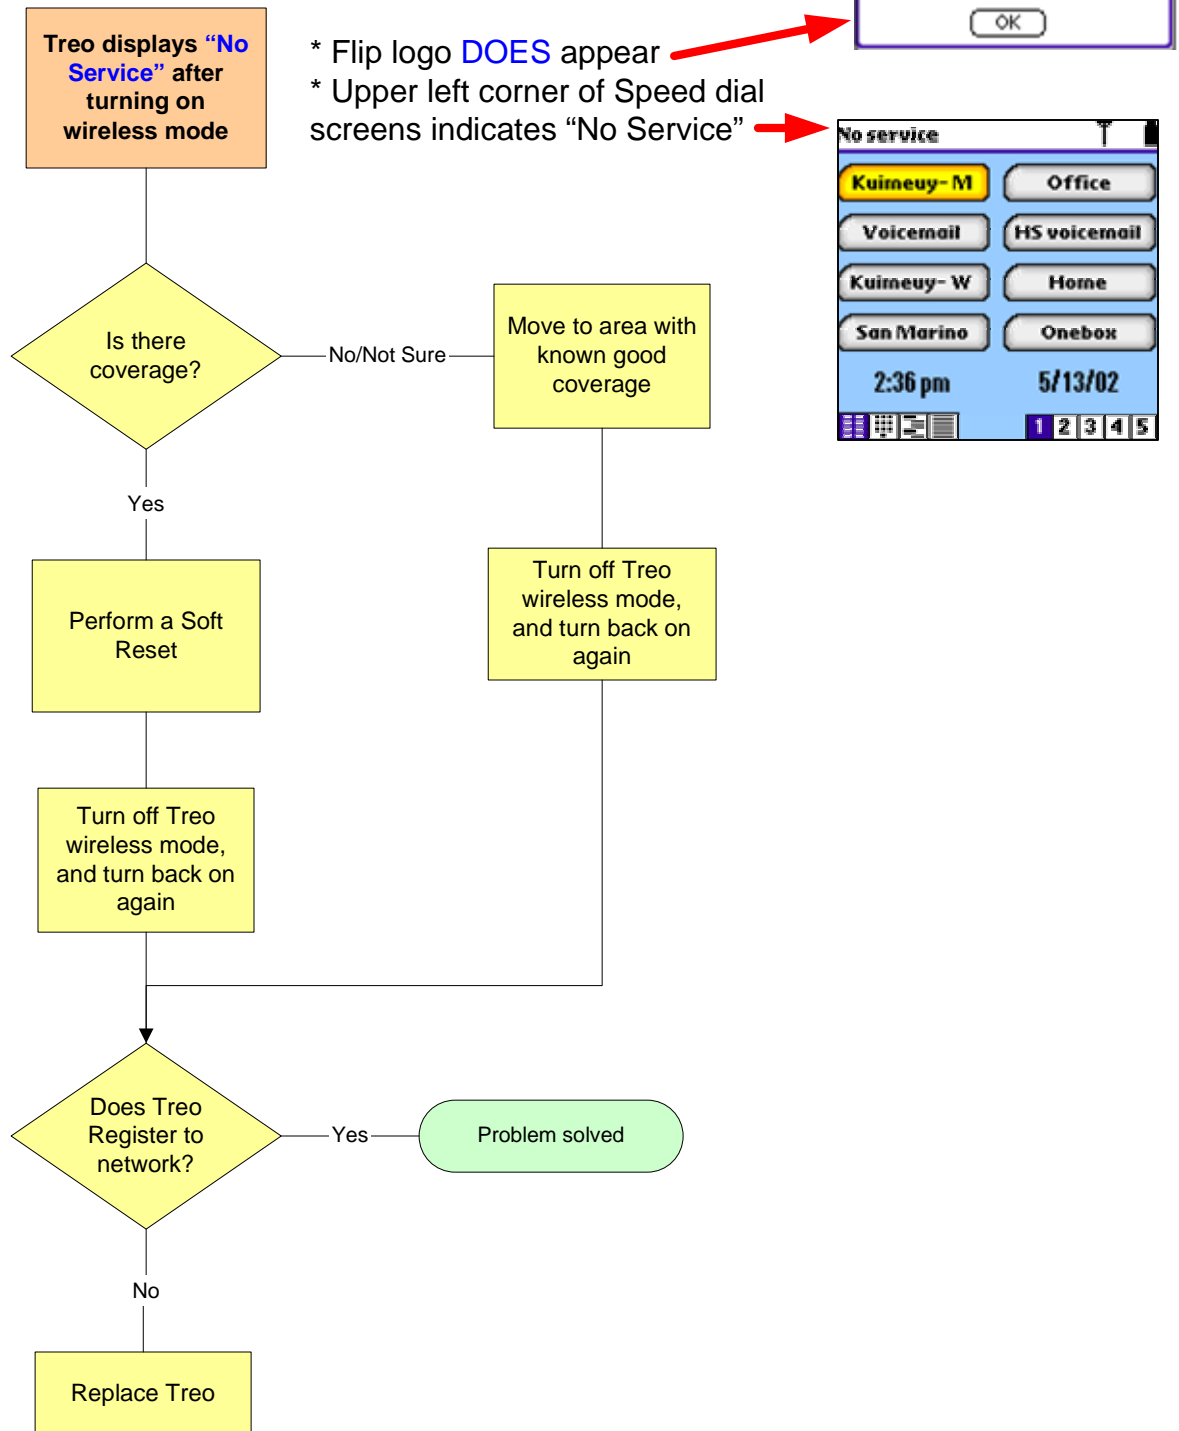 OK
Treo displays “No
Service” after
turning on
wireless mode
* Flip logo DOES appear
* Upper left corner of Speed dial
screens indicates “No Service”
No service
Kuimeuy- M
Office
Voicemail
HS voicemail
Kuimeuy- W
Home
San Marino
Onebox
2:36 pm
5/13/02
1 2 3 4 5
Is there
coverage?
No/Not Sure
Move to area with
known good
coverage
Yes
Perform a Soft
Reset
Turn off Treo
wireless mode,
and turn back on
again
Turn off Treo
wireless mode,
and turn back on
again
Does Treo
Register to
network?
Yes
Problem solved
No
Replace Treo